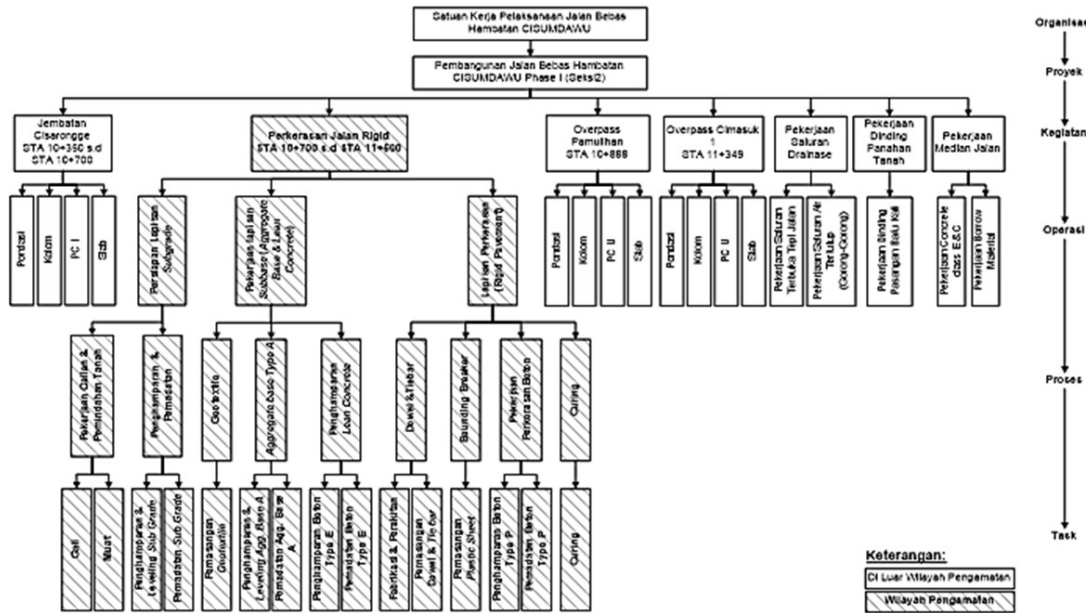 Satuan Kerja Pelaksanaan Jalan Bebas
Hambatan CISUMDAWU
Organisasi
Pembangunan Jalan Bebas Hambatan
CISUMDAWU Phase I (Seksi2)
Proyek
Jembatan
Cisarongge
STA 10+350 s.d
STA 10+700
Perkerasan Jalan Rigid
STA 10+700 s.d STA 11+600
Overpass
Pamulihan
STA 10+888
Overpass Cimasuk
1
STA 11+349
Pekerjaan
Saluran
Drainase
Pekerjaan
Dinding
Panahan
Tanah
Pekerjaan
Median Jalan
Kegiatan
Pondasi
Kolom
PC I
Slab
Persiapan Lapisan
Subgrade
Pekerjaan Lapisan
Subbase (Aggregate
Base & Lean
Concrete)
Lapisan Perkerasan
(Rigid Pavement)
Pondasi
Kolom
PC U
Slab
Pondasi
Kolom
PC U
Slab
Pekerjaan Saluran
Terbuka Tepi Jalan
Pekerjaan Saluran Air
Tertutup
(Gorong-Gorong)
Pekerjaan Dinding
Pasangan Batu Kali
Pekerjaan Concrete
class E & C
Pekerjaan Borrow
Material
Operasi
Pekerjaan Galian &
Pemindahan Tanah
Penghamparan &
Pemadatan
Geotextile
Aggregate base Type A
Penghamparan
Lean Concrete
Dowel & Tiebar
Bounding Breaker
Pekerjaan
Perkerasan Beton
Curing
Proses
Gali
Muat
Penghamparan &
Leveling Sub Grade
Pemadatan Sub Grade
Pemasangan
Penghamparan &
Leveling Agg. Base A
Pemadatan Agg. Base
A
Penghamparan Beton
Type E
Pemadatan Beton
Type E
Fabrikasi & Perakitan
Pemasangan
Dowel & Tie bar
Pemasangan
Plastic Sheet
Penghamparan Beton
Type P
Pemadatan Beton
Type P
Curing
Task
Keterangan:
Di Luar Wilayah Pengamatan
Wilayah Pengamatan